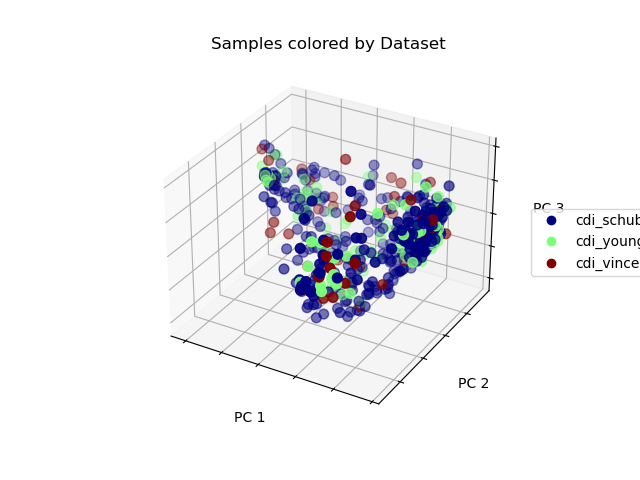 Samples colored by Dataset
PC 3
cdi_schub
cdi_young
cdi_vince
PC 2
PC 1